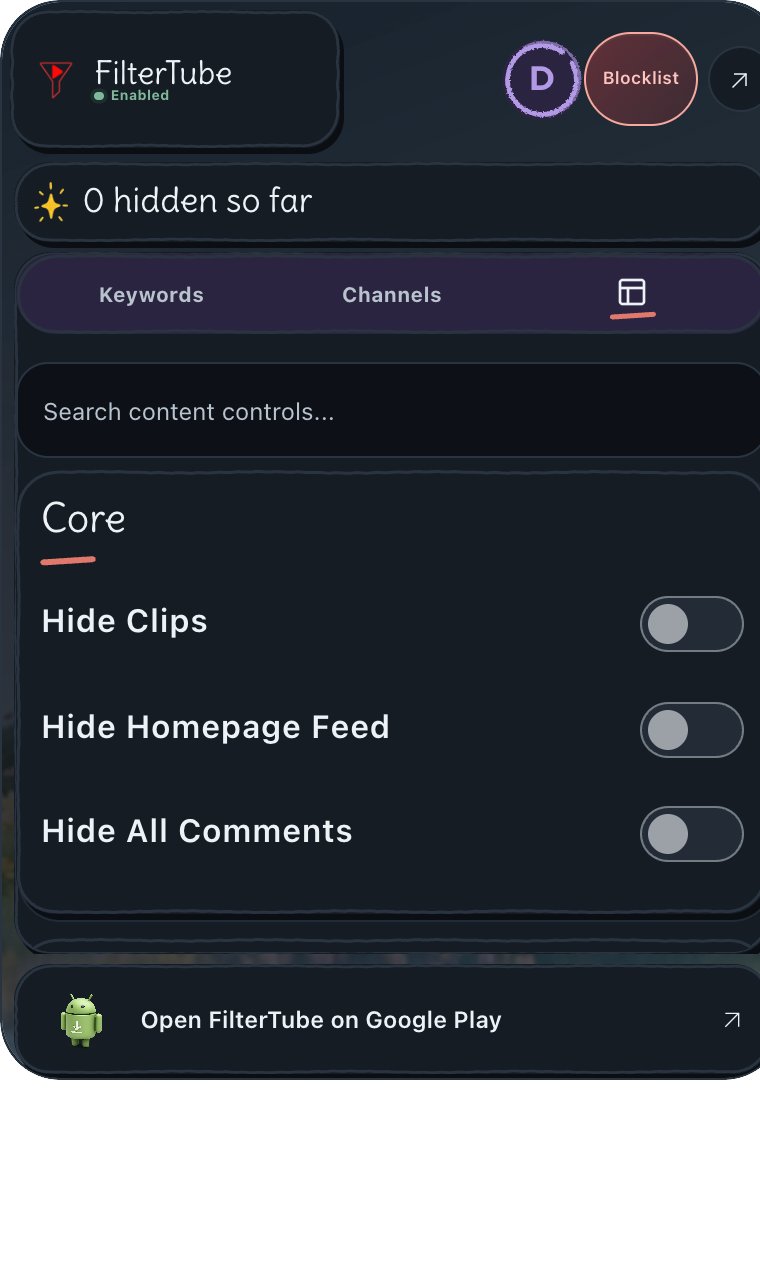 FilterTube
Enabled
D
Blocklist
0 hidden so far
Keywords
Channels
Search content controls...
Core
Hide Clips
Hide Homepage Feed
Hide All Comments
Open FilterTube on Google Play